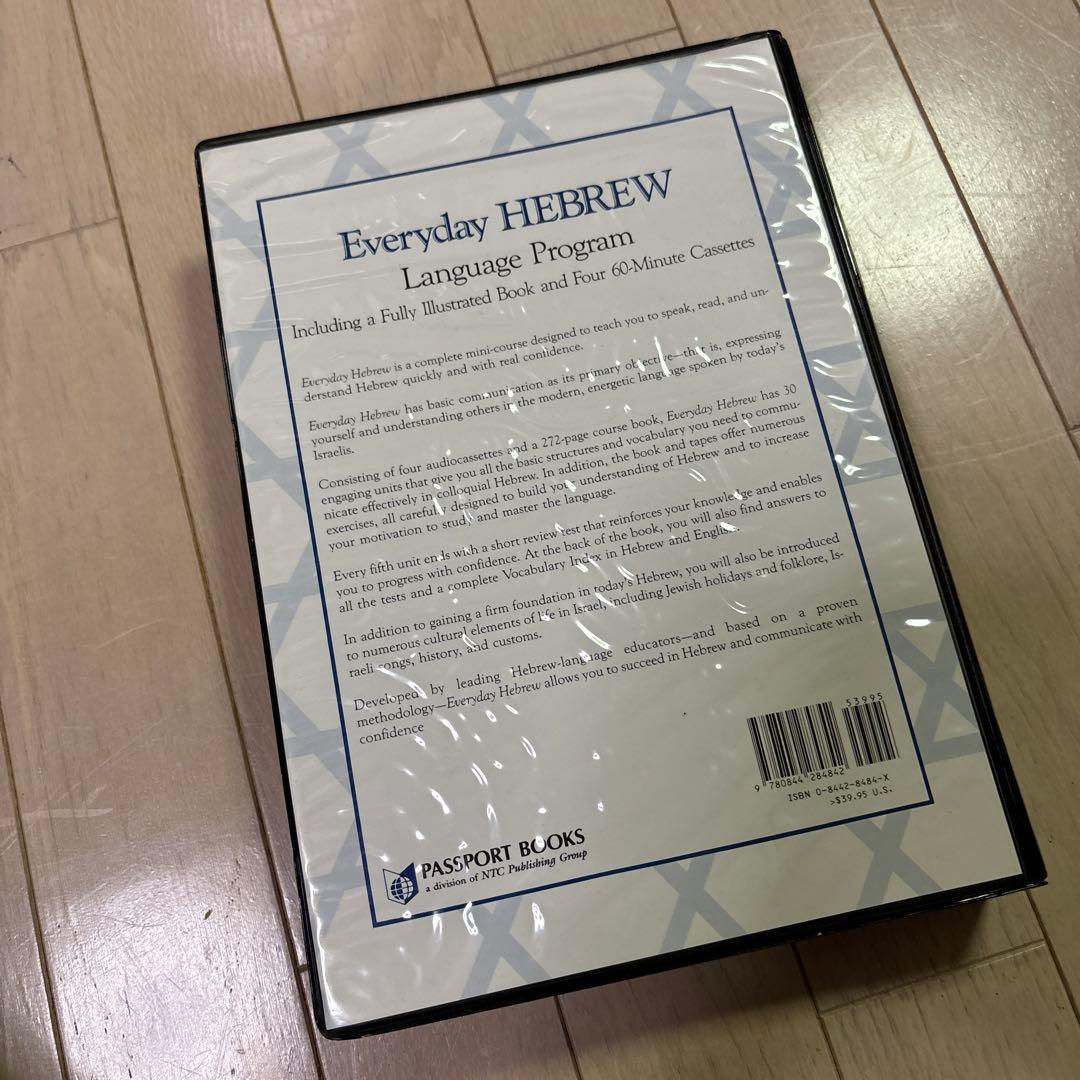 Everyday HEBREW
Language Program
Including a Fully Illustrated Book and Four 60-Minute Cassettes
Everyday Hebrew is a complete mini-course designed to teach you to speak, read, and un-
derstand Hebrew quickly and with real confidence.
Everyday Hebrew has basic communication as its primary objective—that is, expressing
yourself and understanding others in the modern, energetic language spoken by today's
Israelis.
Consisting of four audiocassettes and a 272-page course book, Everyday Hebrew has 30
engaging units that give you all the basic structures and vocabulary you need to commu-
nicate effectively in colloquial Hebrew. In addition, the book and tapes offer numerous
exercises, all carefully designed to build your understanding of Hebrew and to increase
your motivation to study and master the language.
Every fifth unit ends with a short review test that reinforces your knowledge and enables
you to progress with confidence. At the back of the book, you will also find answers to
all the tests and a complete Vocabulary Index in Hebrew and English.
In addition to gaining a firm foundation in today's Hebrew, you will also be introduced
to numerous cultural elements of life in Israel, including Jewish holidays and folklore, Is-
raeli songs, history, and customs.
Developed by leading Hebrew-language educators—and based on a proven
methodology—Everyday Hebrew allows you to succeed in Hebrew and communicate with
confidence
53995
9 780844 284842
ISBN 0-8442-8484-X
>$39.95 U.S.
PASSPORT BOOKS
a division of NTC Publishing Group